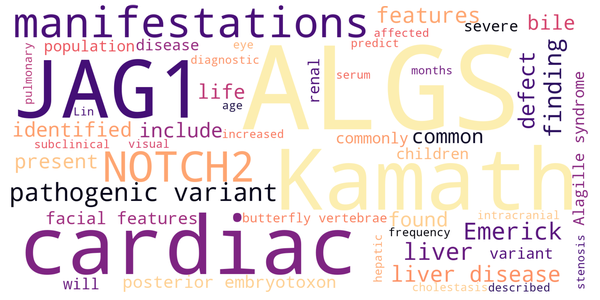 manifestations
features
severe
bile
population
disease
eye
affected
diagnostic
predict
pulmonary
JAG1
Lin
life
age
renal
serum
months
ALGS
defect
finding
identified
include
increased
subclinical
visual
commonly
common
children
present
NOTCH2
Kamath
pathogenic variant
Alagille syndrome
facial features
butterfly vertebrae
found
intracranial
frequency
Emerick
cardiac
hepatic
liver
variant
stenosis
will
posterior embryotoxon
liver disease
cholestasis
described